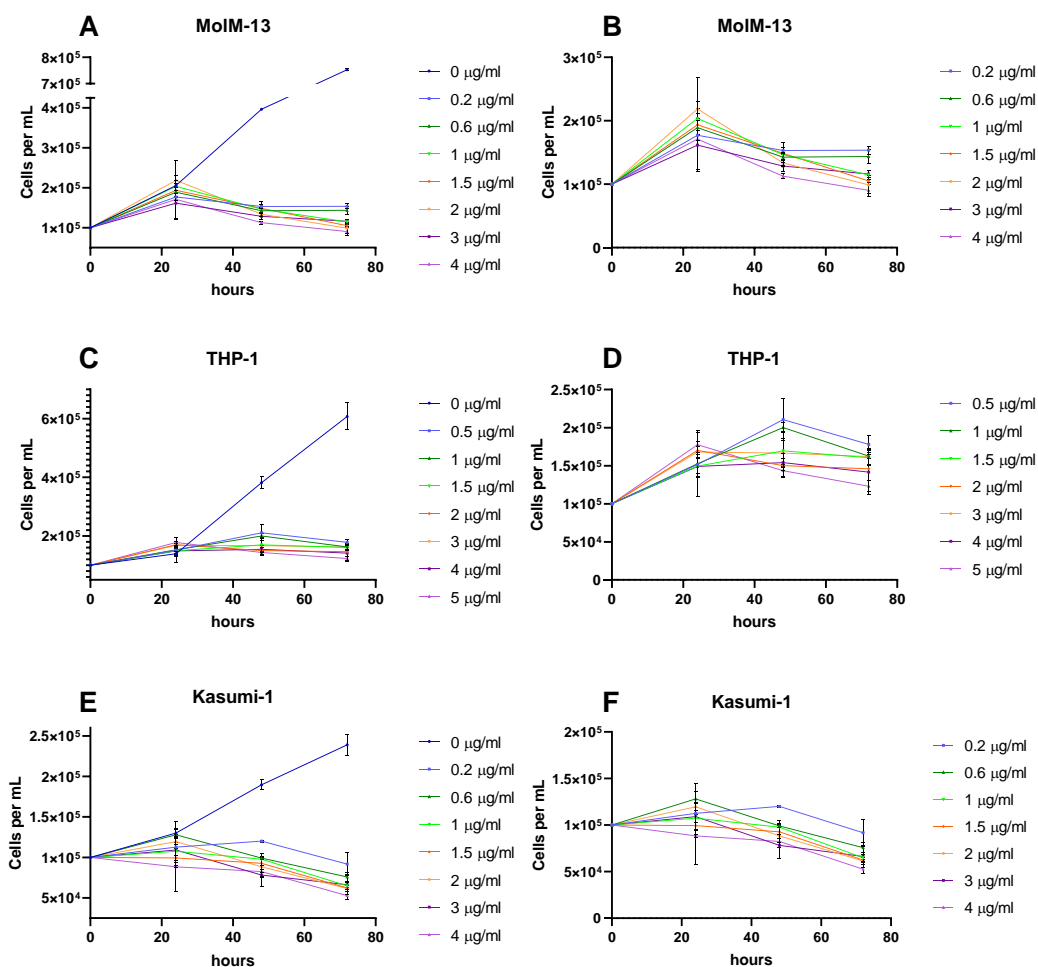 A
MolM-13
8×10⁵
7×10⁵
4×10⁵
3×10⁵
2×10⁵
1×10⁵
Cells per mL
0 20 40 60 80
hours
0 μg/ml
0.2 μg/ml
0.6 μg/ml
1 μg/ml
1.5 μg/ml
2 μg/ml
3 μg/ml
4 μg/ml
B
MolM-13
3×10⁵
2×10⁵
1×10⁵
0
Cells per mL
0 20 40 60 80
hours
0.2 μg/ml
0.6 μg/ml
1 μg/ml
1.5 μg/ml
2 μg/ml
3 μg/ml
4 μg/ml
C
THP-1
6×10⁵
4×10⁵
2×10⁵
Cells per mL
0 20 40 60 80
hours
0 μg/ml
0.5 μg/ml
1 μg/ml
1.5 μg/ml
2 μg/ml
3 μg/ml
4 μg/ml
5 μg/ml
D
THP-1
2.5×10⁵
2×10⁵
1.5×10⁵
1×10⁵
5×10⁴
0
Cells per mL
0 20 40 60 80
hours
0.5 μg/ml
1 μg/ml
1.5 μg/ml
2 μg/ml
3 μg/ml
4 μg/ml
5 μg/ml
E
Kasumi-1
2.5×10⁵
2×10⁵
1.5×10⁵
1×10⁵
5×10⁴
Cells per mL
0 20 40 60 80
hours
0 μg/ml
0.2 μg/ml
0.6 μg/ml
1 μg/ml
1.5 μg/ml
2 μg/ml
3 μg/ml
4 μg/ml
F
Kasumi-1
2×10⁵
1.5×10⁵
1×10⁵
5×10⁴
0
Cells per mL
0 20 40 60 80
hours
0.2 μg/ml
0.6 μg/ml
1 μg/ml
1.5 μg/ml
2 μg/ml
3 μg/ml
4 μg/ml